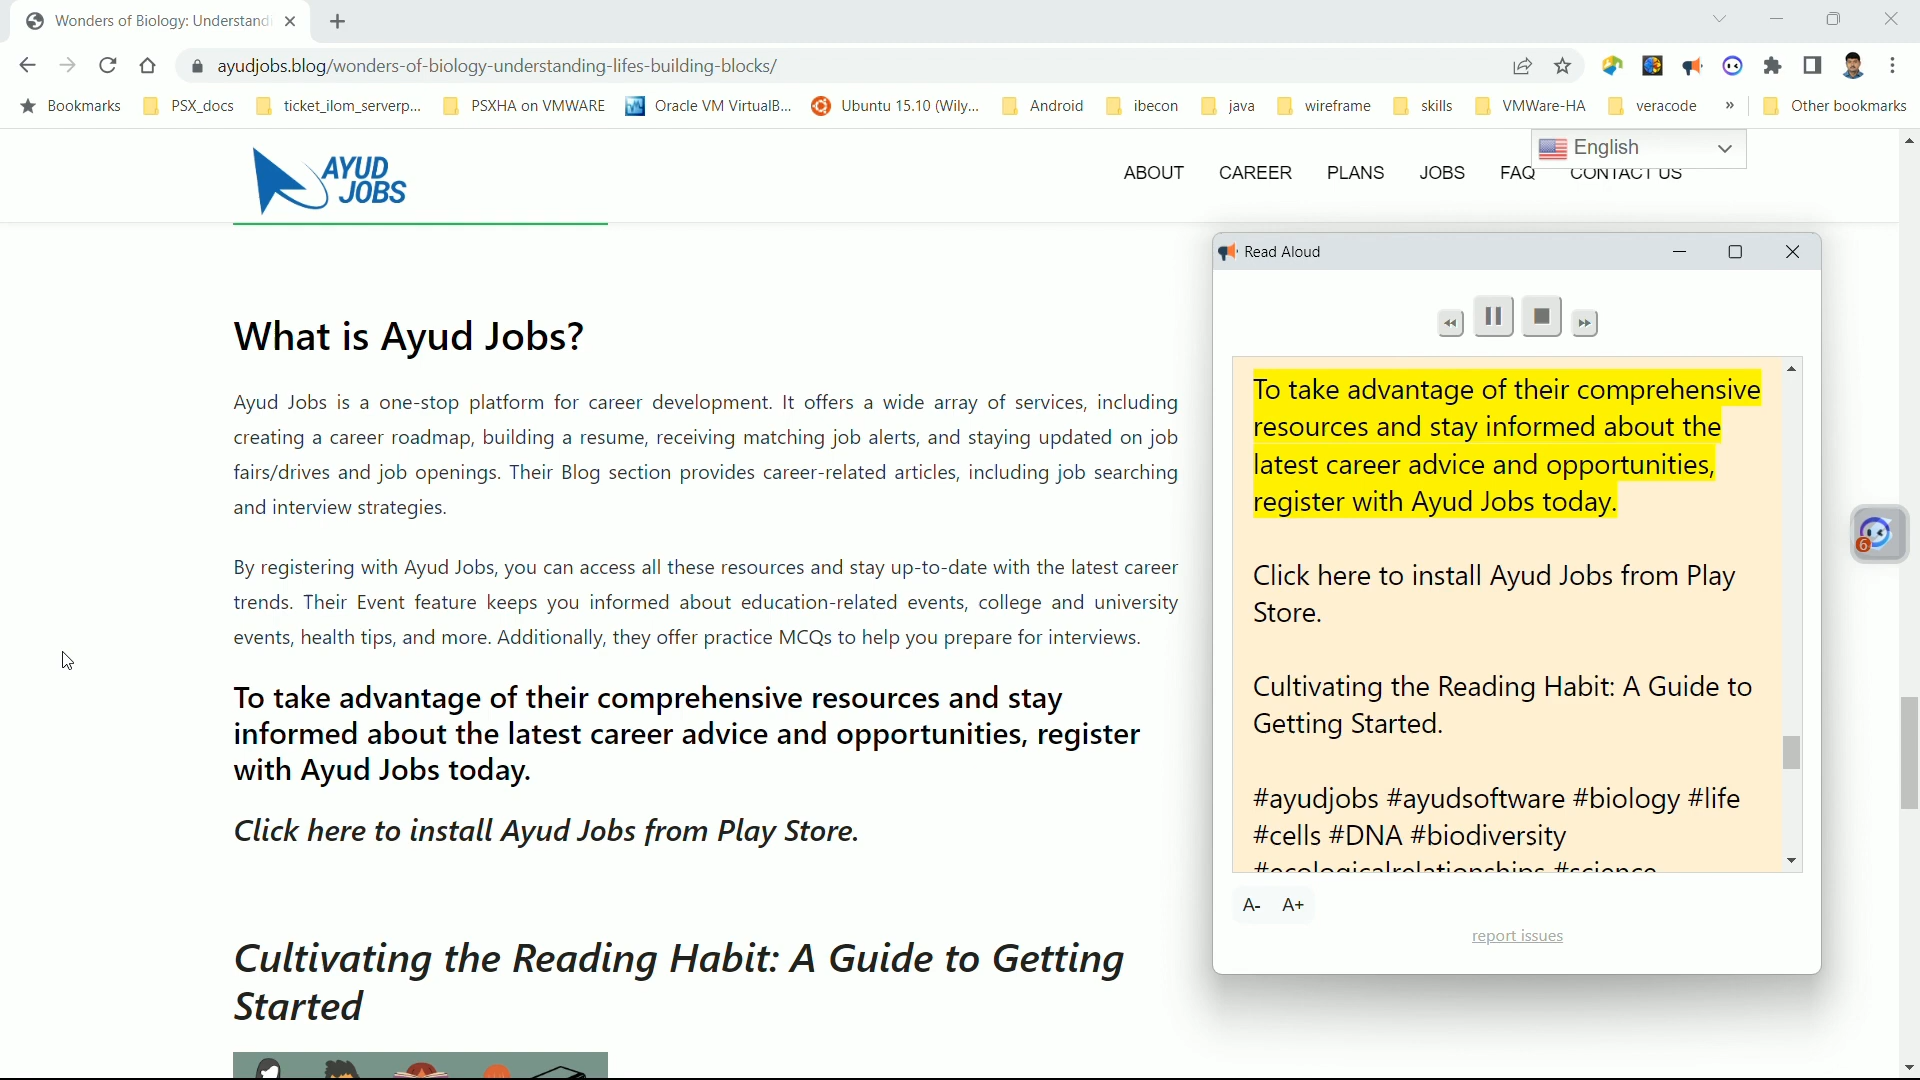 Wonders of Biology: Understandi
ayudjobs.blog/wonders-of-biology-understanding-lifes-building-blocks/
Bookmarks PSX_docs ticket_ilom_serverp... PSXHA on VMWARE Oracle VM VirtualB... Ubuntu 15.10 (Wily,... Android ibecon java wireframe skills VMWare-HA veracode » Other bookmarks
English
AYUD
JOBS
ABOUT CAREER PLANS JOBS FAQ CONTACT US
Read Aloud
What is Ayud Jobs?
Ayud Jobs is a one-stop platform for career development. It offers a wide array of services, including
creating a career roadmap, building a resume, receiving matching job alerts, and staying updated on job
fairs/drives and job openings. Their Blog section provides career-related articles, including job searching
and interview strategies.
By registering with Ayud Jobs, you can access all these resources and stay up-to-date with the latest career
trends. Their Event feature keeps you informed about education-related events, college and university
events, health tips, and more. Additionally, they offer practice MCQs to help you prepare for interviews.
To take advantage of their comprehensive resources and stay
informed about the latest career advice and opportunities, register
with Ayud Jobs today.
Click here to install Ayud Jobs from Play Store.
Cultivating the Reading Habit: A Guide to Getting
Started
To take advantage of their comprehensive
resources and stay informed about the
latest career advice and opportunities,
register with Ayud Jobs today.
Click here to install Ayud Jobs from Play
Store.
Cultivating the Reading Habit: A Guide to
Getting Started.
#ayudjobs #ayudsoftware #biology #life
#cells #DNA #biodiversity
#ecologicalrelationships #science
A- A+
report issues
6